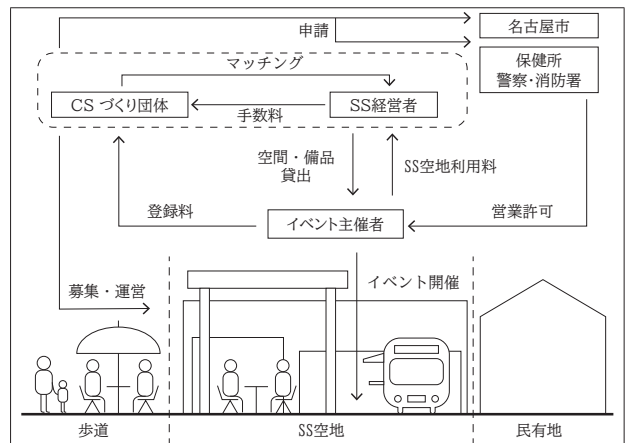 申請
名古屋市
保健所
警察・消防署
マッチング
CS づくり団体
手数料
SS経営者
空間・備品
貸出
SS空地利用料
登録料
イベント主催者
営業許可
募集・運営
イベント開催
歩道
SS空地
民有地